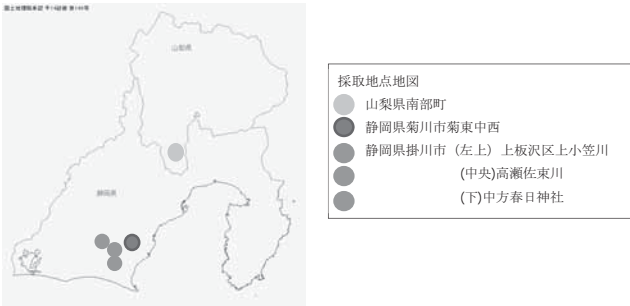 山梨県
静岡県
採取地点地図
山梨県南部町
静岡県菊川市菊東中西
静岡県掛川市（左上）上板沢区上小笠川
(中央)高瀬佐束川
(下)中方春日神社